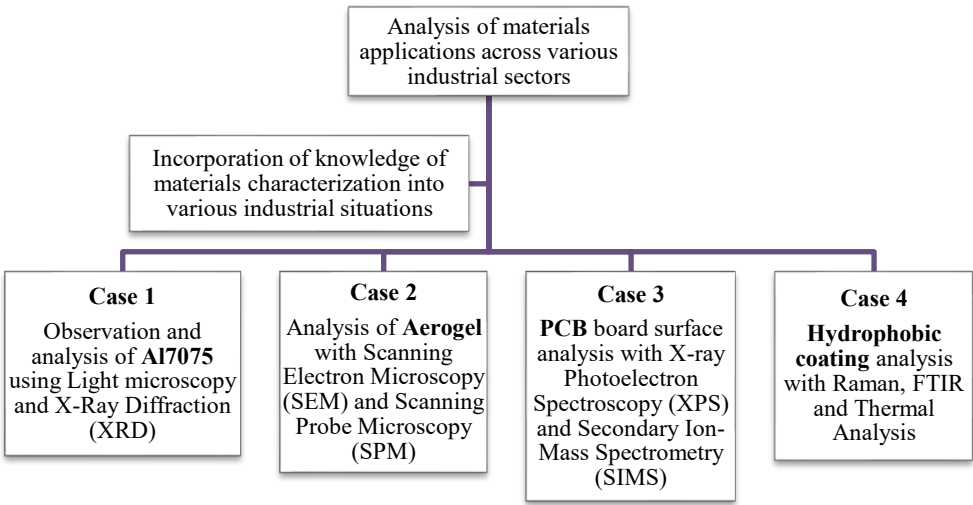 Analysis of materials
applications across various
industrial sectors
Incorporation of knowledge of
materials characterization into
various industrial situations
Case 1
Observation and
analysis of Al7075
using Light microscopy
and X-Ray Diffraction
(XRD)
Case 2
Analysis of Aerogel
with Scanning
Electron Microscopy
(SEM) and Scanning
Probe Microscopy
(SPM)
Case 3
PCB board surface
analysis with X-ray
Photoelectron
Spectroscopy (XPS)
and Secondary Ion-
Mass Spectrometry
(SIMS)
Case 4
Hydrophobic
coating analysis
with Raman, FTIR
and Thermal
Analysis